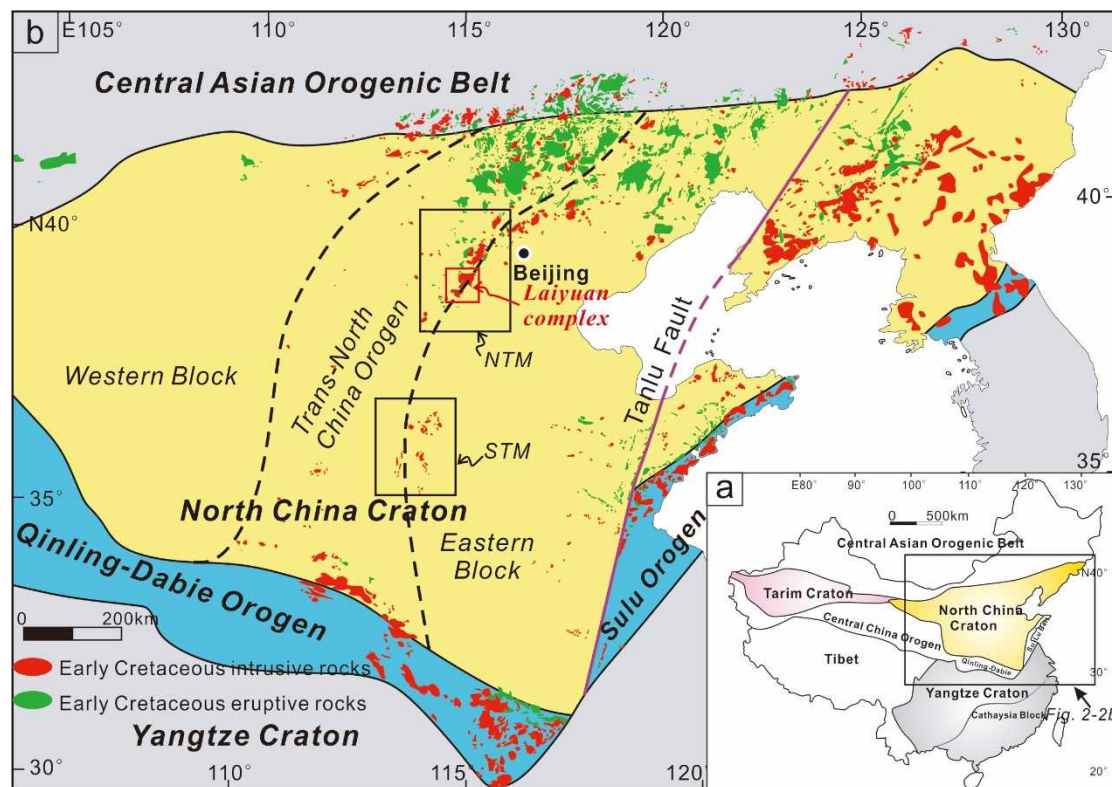 b
E105°
110°
115°
120°
125°
130°
Central Asian Orogenic Belt
40°
N40°
Beijing
Laiyuan
complex
NTM
Trans-North
China Orogen
Western Block
Tanlu Fault
STM
35°
35°
North China Craton
Eastern
Block
Qinling-Dabie Orogen
Sulu Orogen
0 200km
Early Cretaceous intrusive rocks
Early Cretaceous eruptive rocks
Yangtze Craton
30°
110°
115°
120°
a
E80°
90°
100°
110°
120°
130°
0 500km
Central Asian Orogenic Belt
N40°
Tarim Craton
North China
Craton
Central China Orogen
Su-Lu Belt
Tibet
Qinling-Dabie
30°
Yangtze Craton
Cathaysia Block
Fig. 2-2b
20°